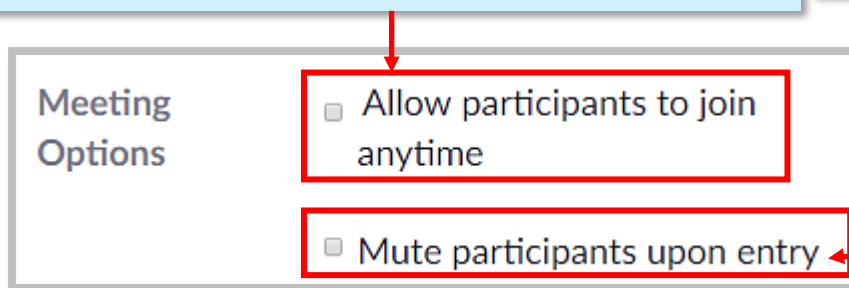 Meeting
Options
Allow participants to join
anytime
Mute participants upon entry